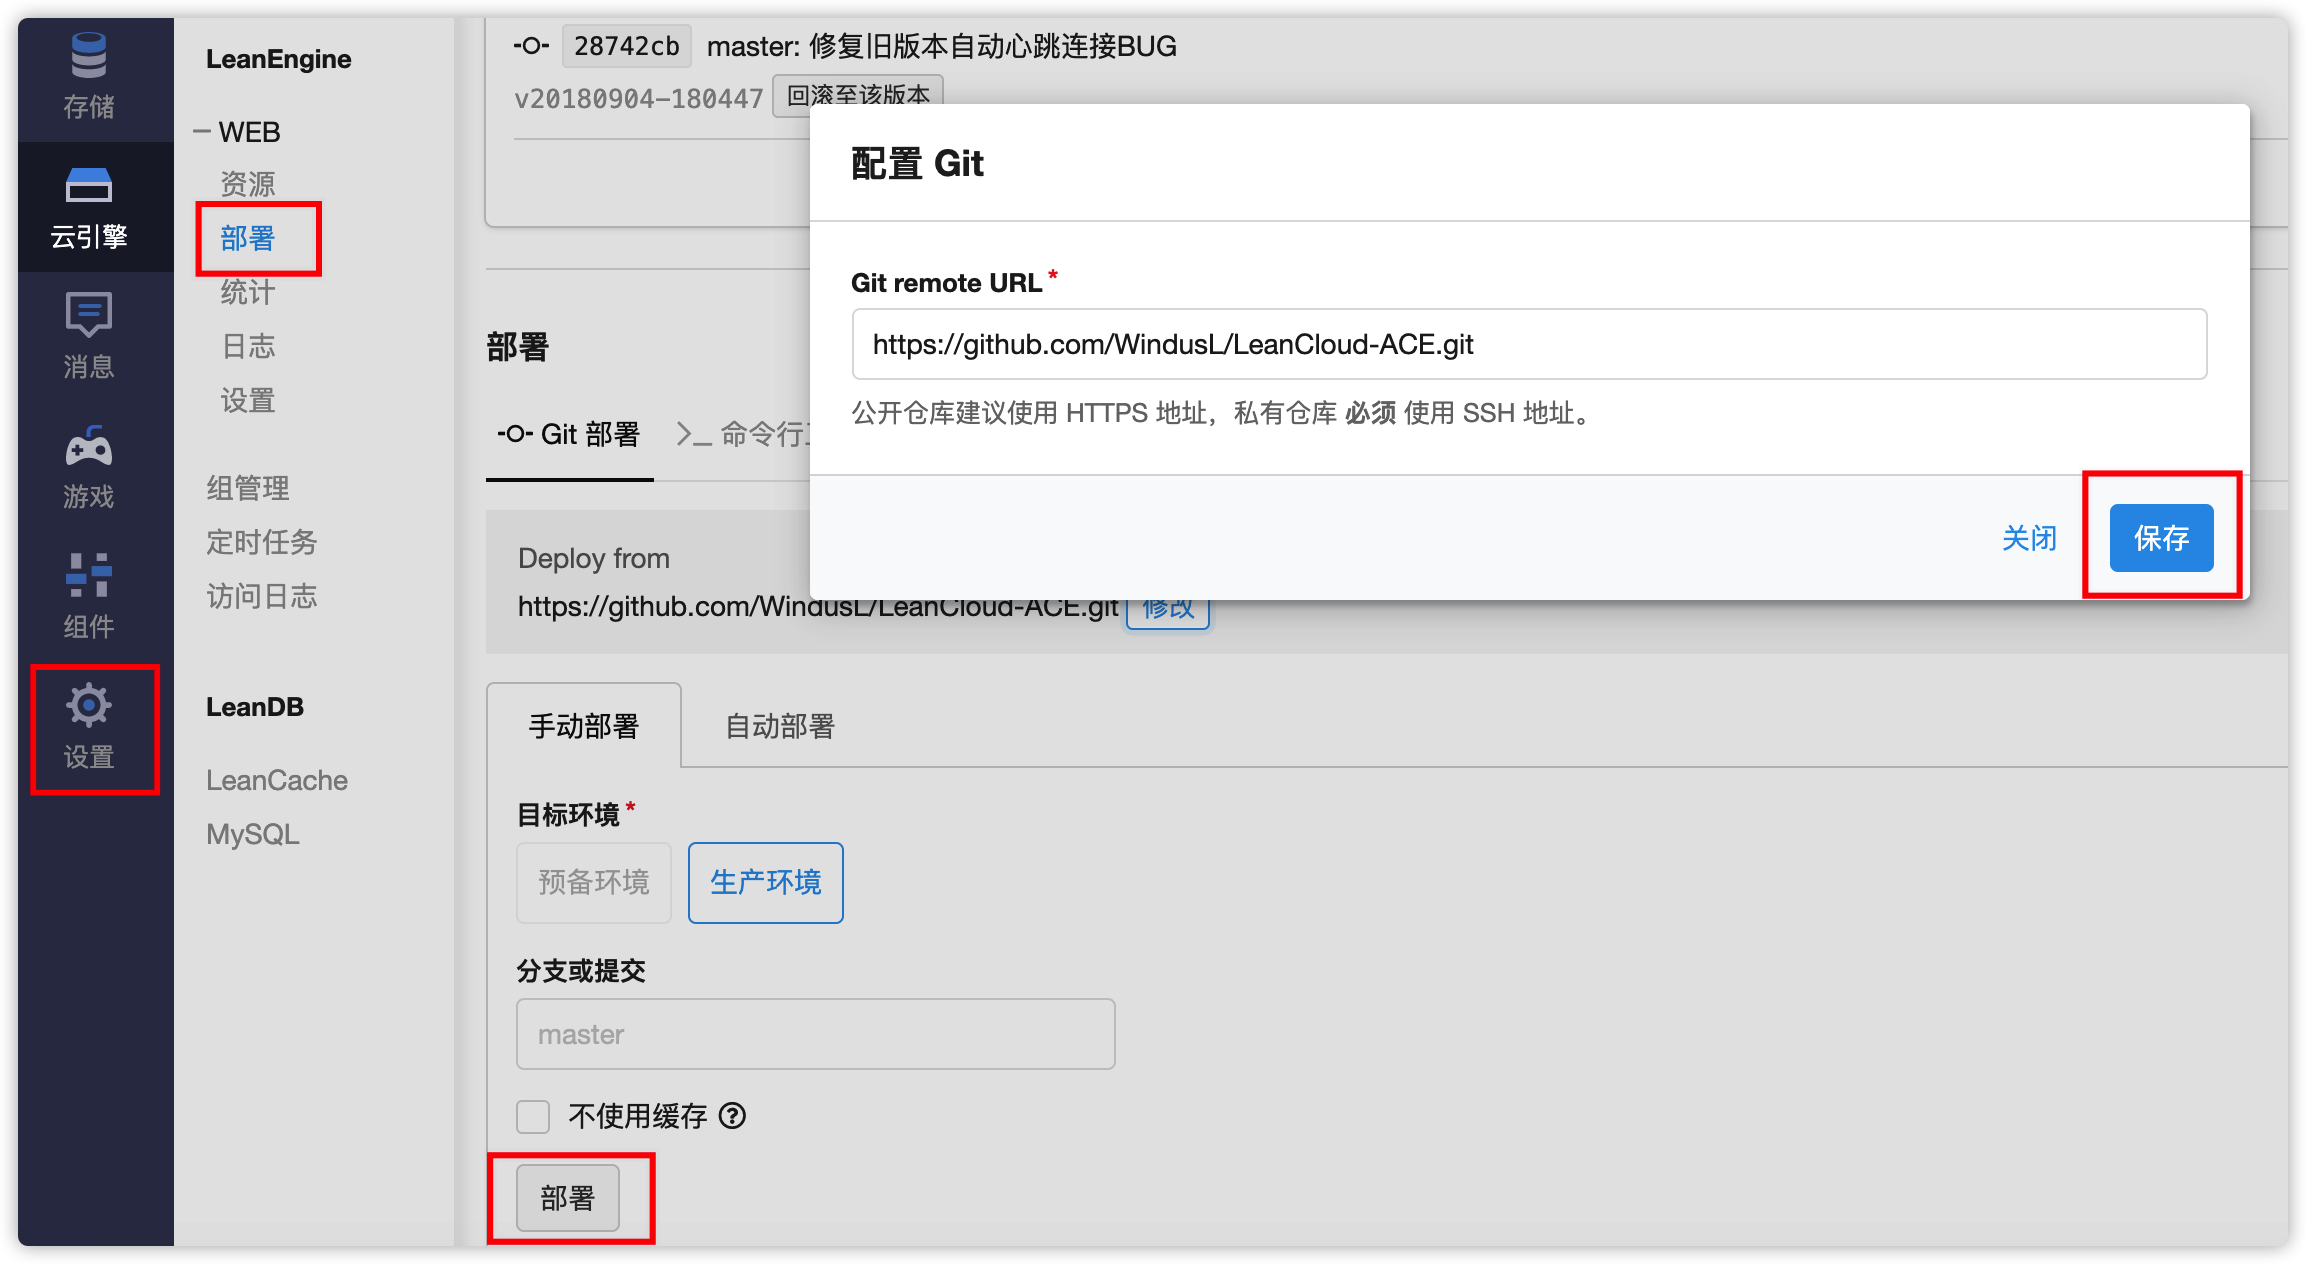 存储
云引擎
消息
游戏
组件
设置
LeanEngine
WEB
资源
部署
统计
日志
设置
组管理
定时任务
访问日志
LeanDB
LeanCache
MySQL
28742cb master: 修复旧版本自动心跳连接BUG
v20180904-180447 回滚至该版本
部署
Git 部署 >_ 命令行
Deploy from
https://github.com/WindusL/LeanCloud-ACE.git 修改
手动部署 自动部署
目标环境 *
预备环境 生产环境
分支或提交
master
不使用缓存 ?
部署
配置 Git
Git remote URL *
https://github.com/WindusL/LeanCloud-ACE.git
公开仓库建议使用 HTTPS 地址，私有仓库 必须 使用 SSH 地址。
关闭 保存